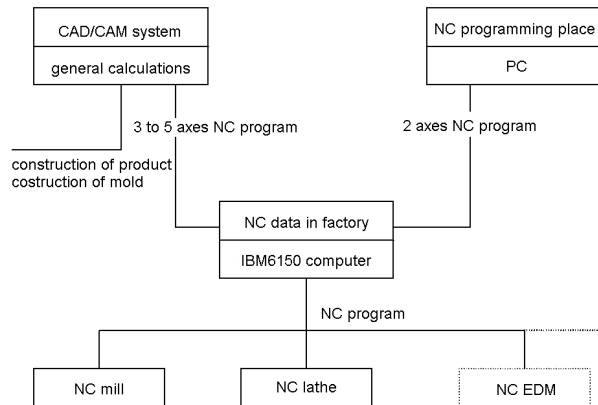 CAD/CAM system
general calculations
NC programming place
PC
3 to 5 axes NC program
2 axes NC program
construction of product
costruction of mold
NC data in factory
IBM6150 computer
NC program
NC mill
NC lathe
NC EDM